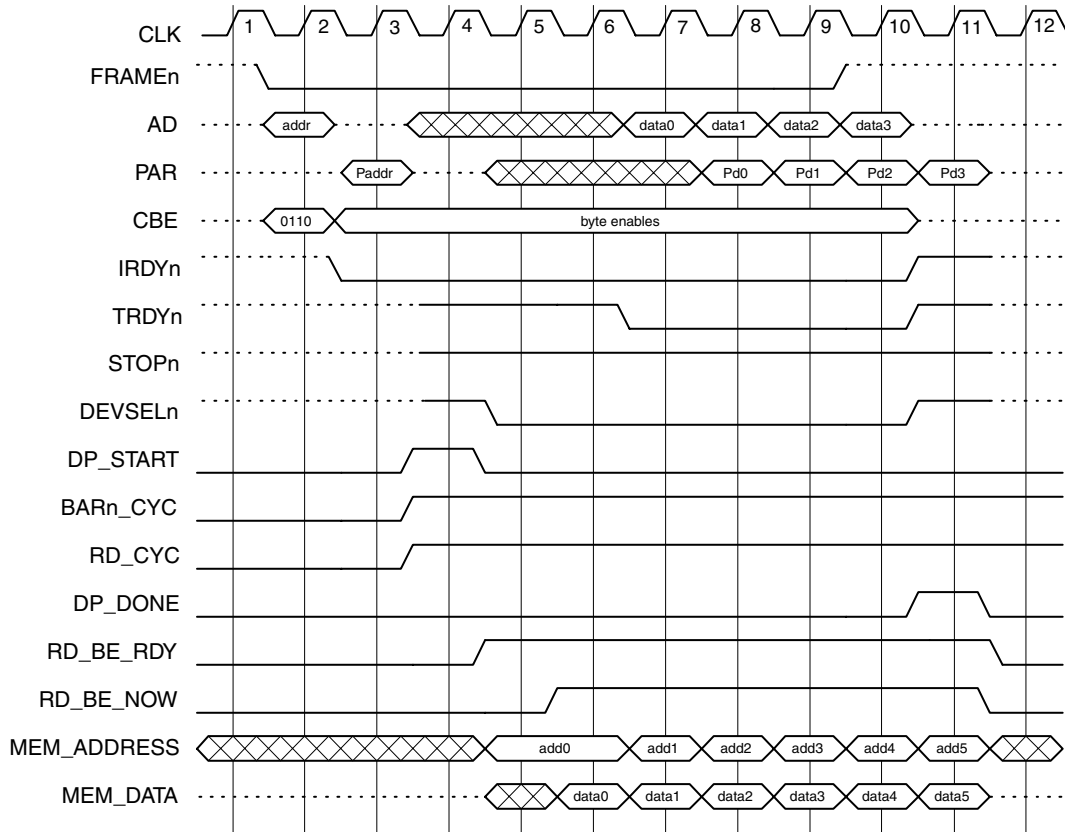 CLK 1 2 3 4 5 6 7 8 9 10 11 12
FRAMEn
AD addr data0 data1 data2 data3
PAR Paddr Pd0 Pd1 Pd2 Pd3
CBE 0110 byte enables
IRDYn
TRDYn
STOPn
DEVSELn
DP_START
BARn_CYC
RD_CYC
DP_DONE
RD_BE_RDY
RD_BE_NOW
MEM_ADDRESS add0 add1 add2 add3 add4 add5
MEM_DATA data0 data1 data2 data3 data4 data5